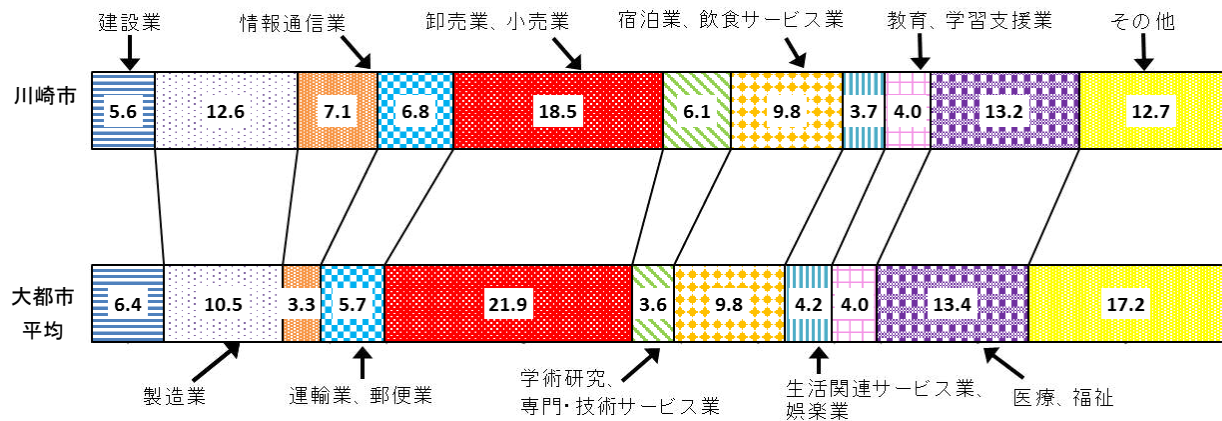 建設業
情報通信業
卸売業、小売業
宿泊業、飲食サービス業
教育、学習支援業
その他
川崎市
5.6
12.6
7.1
6.8
18.5
6.1
9.8
3.7
4.0
13.2
12.7
大都市
平均
6.4
10.5
3.3
5.7
21.9
3.6
9.8
4.2
4.0
13.4
17.2
製造業
運輸業、郵便業
学術研究、
専門・技術サービス業
生活関連サービス業、
娯楽業
医療、福祉